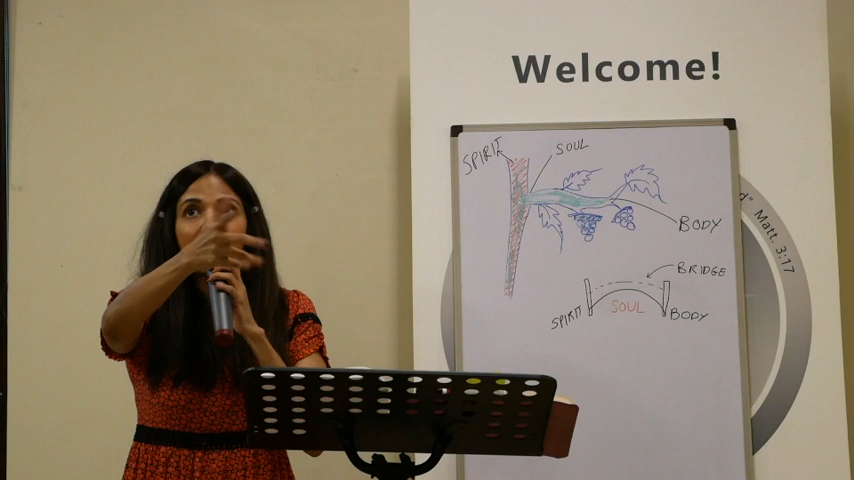 Welcome!
SPIRIT
SOUL
BODY
BRIDGE
SPIRIT
SOUL
BODY
d" Matt. 3:17